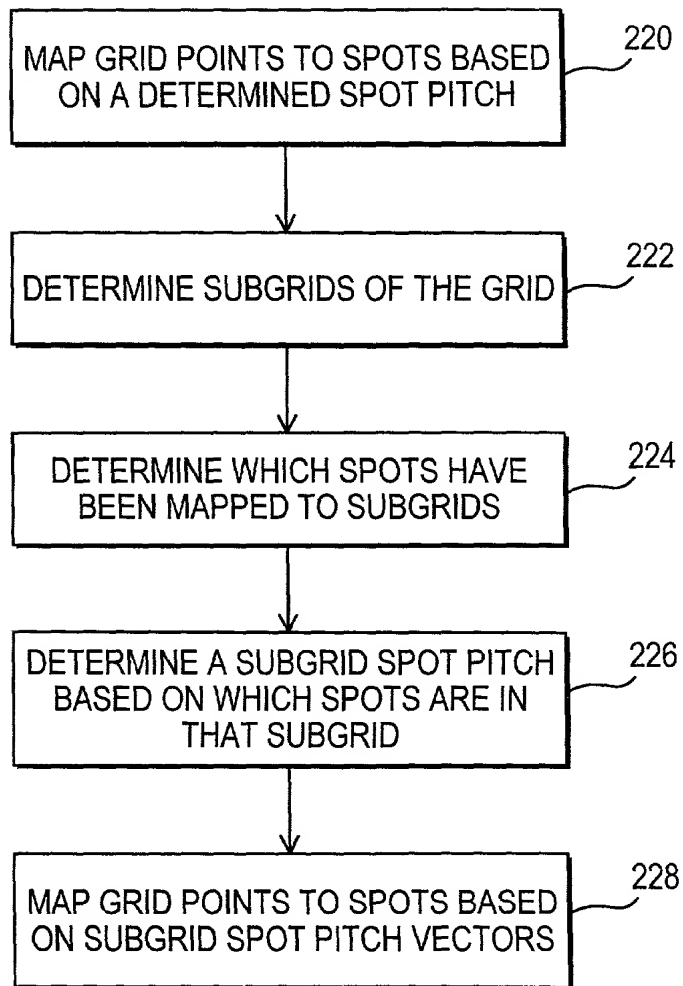 MAP GRID POINTS TO SPOTS BASED
ON A DETERMINED SPOT PITCH
220
DETERMINE SUBGRIDS OF THE GRID
222
DETERMINE WHICH SPOTS HAVE
BEEN MAPPED TO SUBGRIDS
224
DETERMINE A SUBGRID SPOT PITCH
BASED ON WHICH SPOTS ARE IN
THAT SUBGRID
226
MAP GRID POINTS TO SPOTS BASED
ON SUBGRID SPOT PITCH VECTORS
228